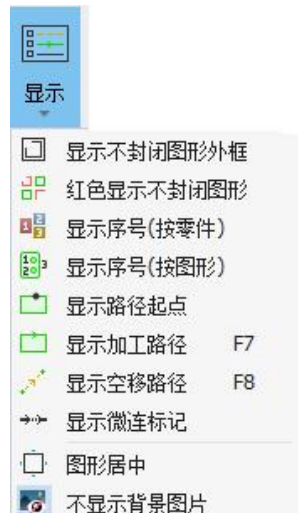 显示
显示不封闭图形外框
红色显示不封闭图形
显示序号(按零件)
显示序号(按图形)
显示路径起点
显示加工路径 F7
显示空移路径 F8
显示微连标记
图形居中
不显示背景图片